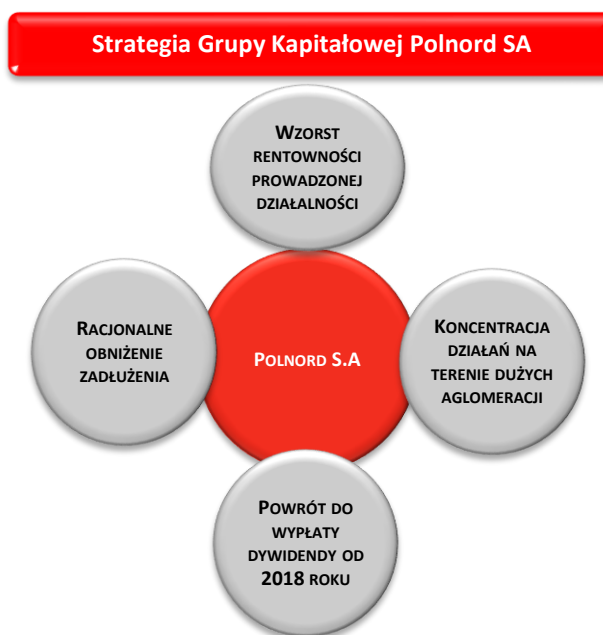 Strategia Grupy Kapitałowej Polnord SA
WZORST
RENTOWNOŚCI
PROWADZONEJ
DZIAŁALNOŚCI
RACJONALNE
OBNIŻENIE
ZADŁUŻENIA
POLNORD S.A
KONCENTRACJA
DZIAŁAŃ NA
TERENIE DUŻYCH
AGLOMERACJI
POWRÓT DO
WYPŁATY
DYWIDENDY OD
2018 ROKU